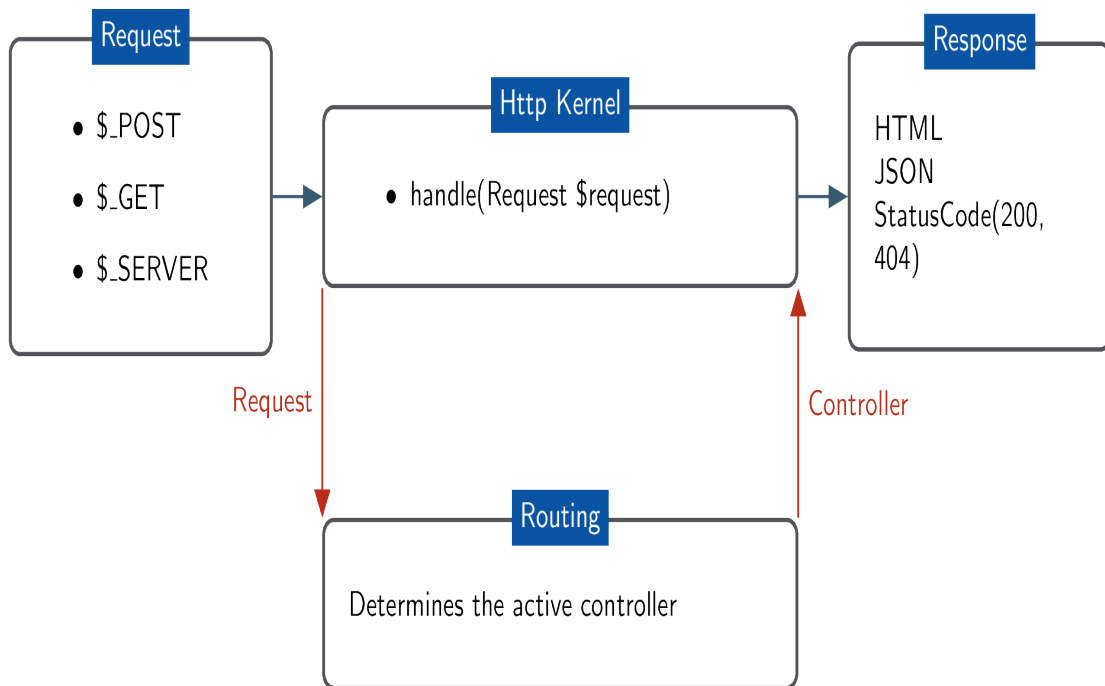 Request
• $_POST
• $_GET
• $_SERVER
Http Kernel
• handle(Request $request)
Response
HTML
JSON
StatusCode(200,
404)
Request
Controller
Routing
Determines the active controller